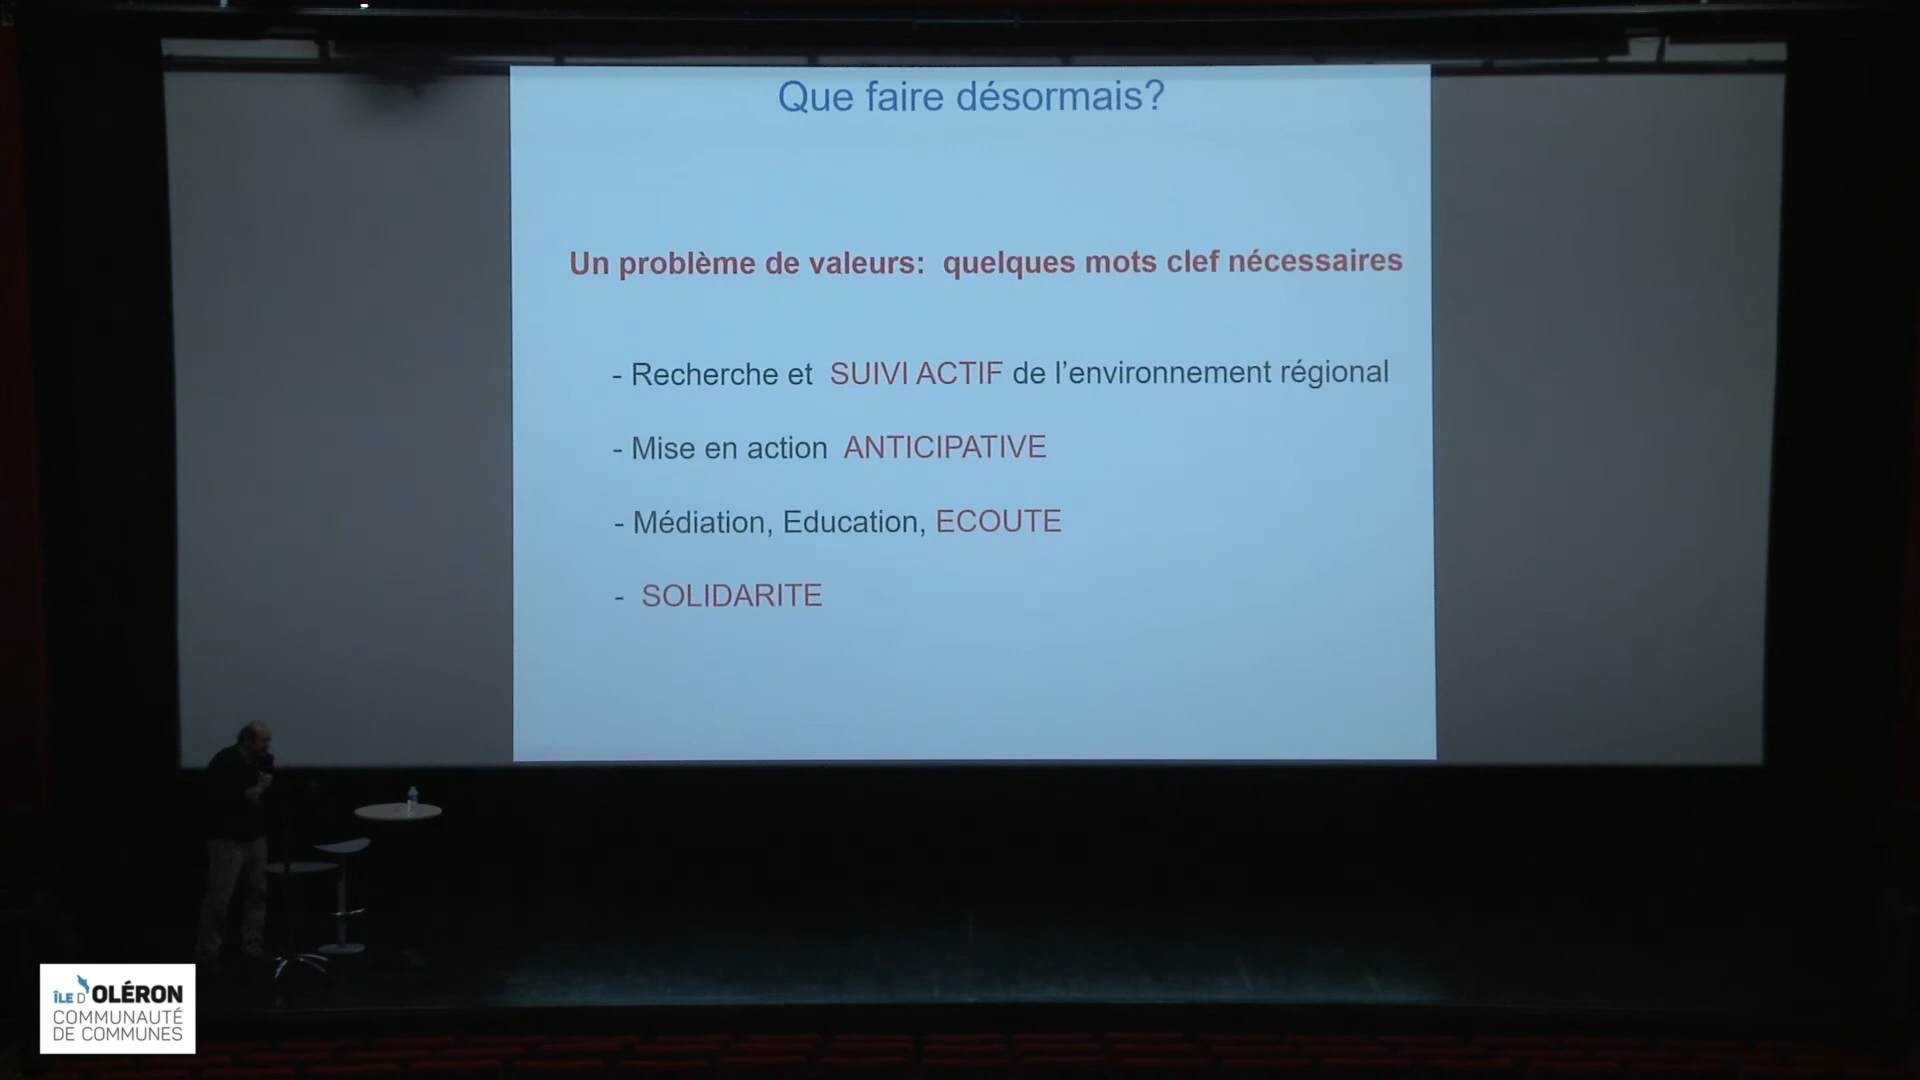 Que faire désormais?
Un problème de valeurs: quelques mots clef nécessaires
- Recherche et SUIVI ACTIF de l'environnement régional
- Mise en action ANTICIPATIVE
- Médiation, Education, ECOUTE
- SOLIDARITE
ÎLE D'OLÉRON
COMMUNAUTÉ
DE COMMUNES